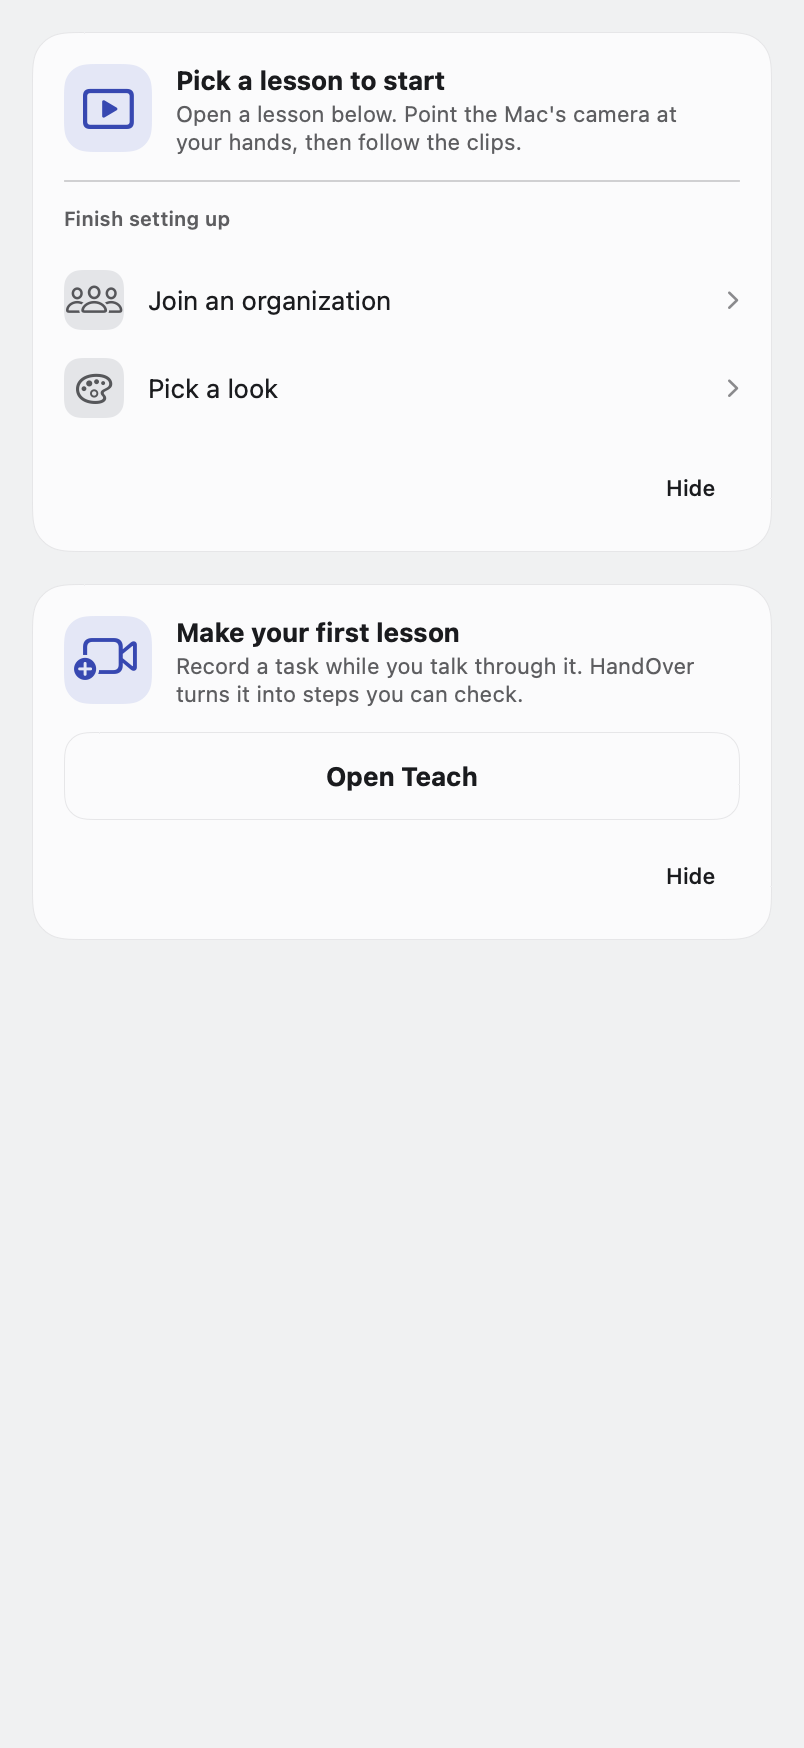 Pick a lesson to start
Open a lesson below. Point the Mac's camera at
your hands, then follow the clips.
Finish setting up
Join an organization
Pick a look
Hide
Make your first lesson
Record a task while you talk through it. HandOver
turns it into steps you can check.
Open Teach
Hide